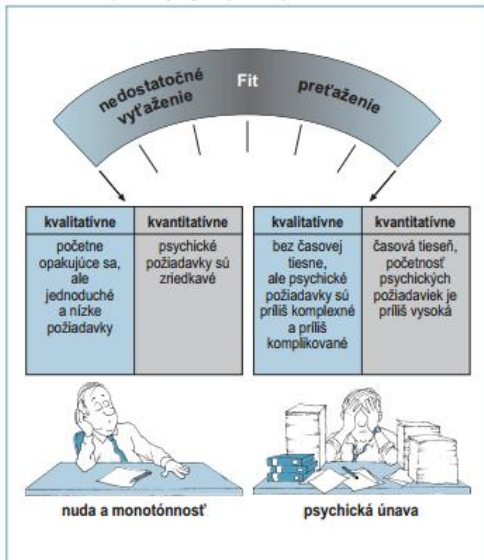 nedostatočné
vyťaženie
Fit
preťaženie
kvalitatívne
kvantitatívne
početne
opakujúce sa,
ale
jednoduché
a nízke
požiadavky
psychické
požiadavky sú
zriedkavé
kvalitatívne
kvantitatívne
bez časovej
tiesne,
ale psychické
požiadavky sú
príliš komplexné
a príliš
komplikované
časová tieseň,
početnosť
psychických
požiadaviek je
príliš vysoká
nuda a monotónnosť
psychická únava